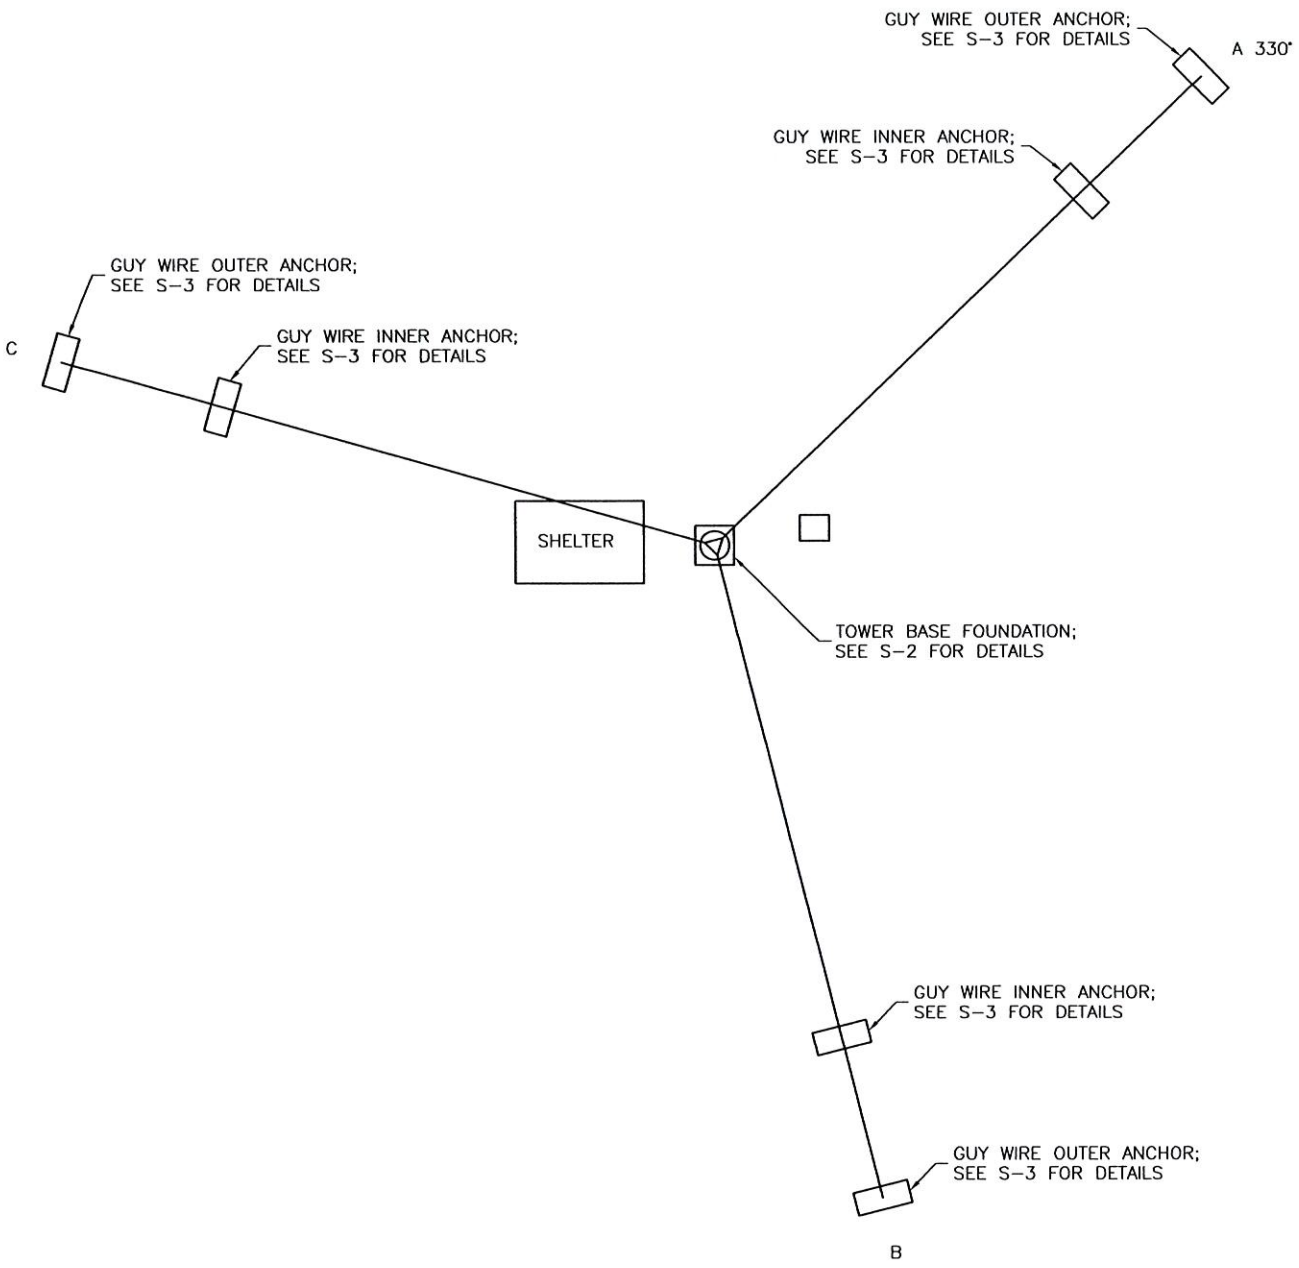 GUY WIRE OUTER ANCHOR;
SEE S-3 FOR DETAILS
A 330°
GUY WIRE INNER ANCHOR;
SEE S-3 FOR DETAILS
GUY WIRE OUTER ANCHOR;
SEE S-3 FOR DETAILS
C
GUY WIRE INNER ANCHOR;
SEE S-3 FOR DETAILS
SHELTER
TOWER BASE FOUNDATION;
SEE S-2 FOR DETAILS
GUY WIRE INNER ANCHOR;
SEE S-3 FOR DETAILS
GUY WIRE OUTER ANCHOR;
SEE S-3 FOR DETAILS
B